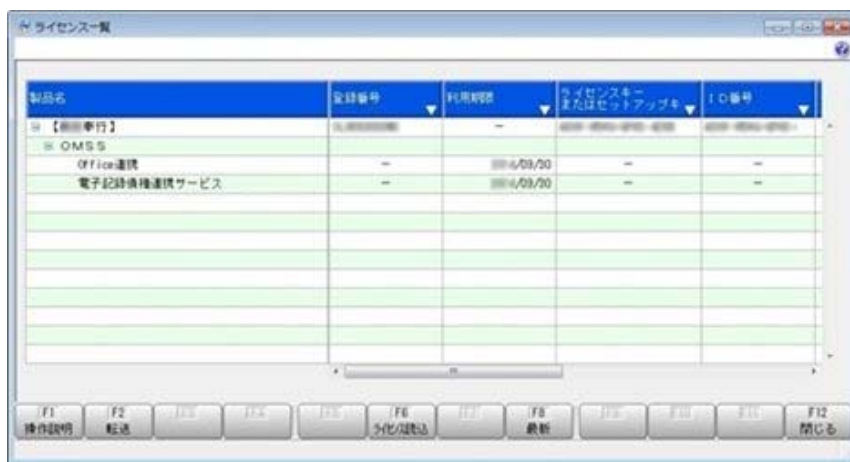 ライセンス一覧
製品名 登録番号 利用期限 ライセンスキー またはセットアップキ ID番号
奉行】 －
OMSS
Office連携 － /09/30 － －
電子記録債権連携サービス － /09/30 － －
F1 F2 F6 F8 F12
操作説明 転送 ライセンス読込 最新 閉じる